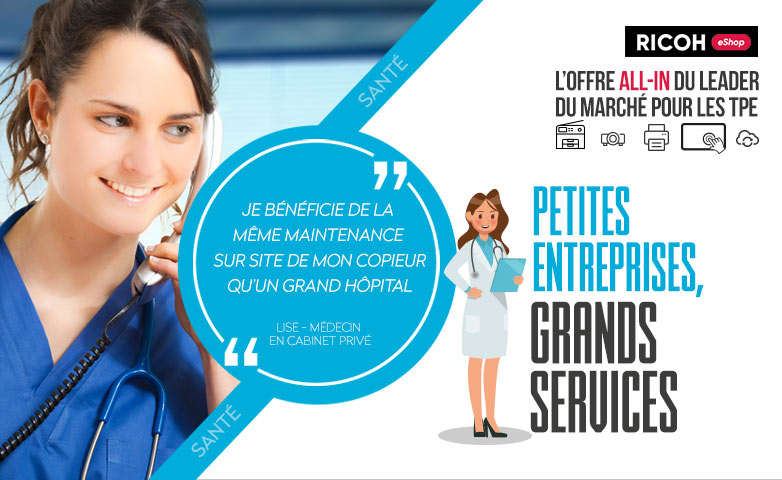 RICOH eShop
L'OFFRE ALL-IN DU LEADER
DU MARCHÉ POUR LES TPE
SANTÉ
”
JE BÉNÉFICIE DE LA
MÊME MAINTENANCE
SUR SITE DE MON COPIEUR
QU'UN GRAND HÔPITAL
LISE – MÉDECIN
EN CABINET PRIVÉ
“
SANTÉ
PETITES
ENTREPRISES,
GRANDS
SERVICES